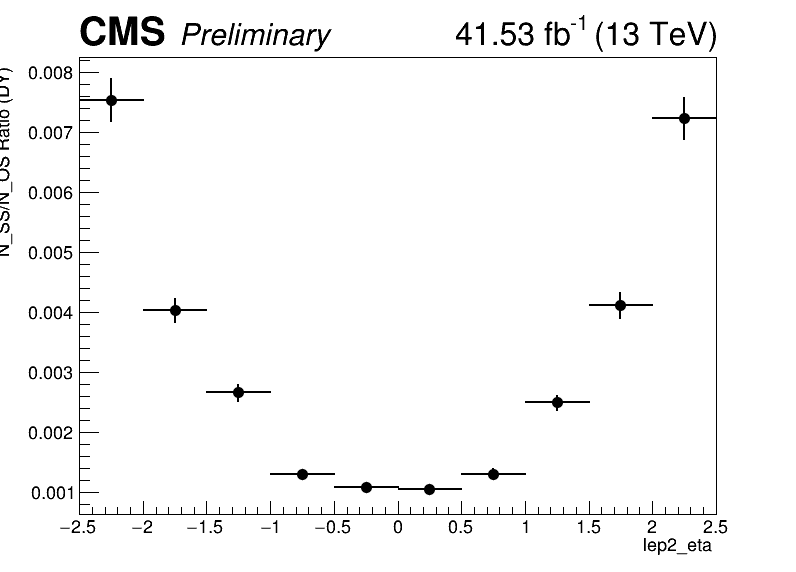 CMS Preliminary 41.53 fb⁻¹ (13 TeV)
N_SS/N_OS Ratio (DY)
0.008
0.007
0.006
0.005
0.004
0.003
0.002
0.001
−2.5 −2 −1.5 −1 −0.5 0 0.5 1 1.5 2 2.5
lep2_eta